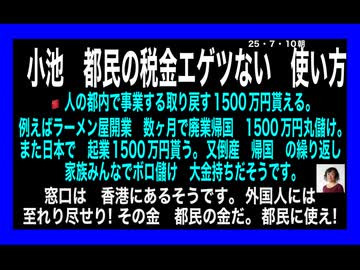 25・7・10朝
小池 都民の税金エゲツない 使い方
人の都内で事業する取り戻す1500万円貰える。
例えばラーメン屋開業 数ヶ月で廃業帰国 1500万円丸儲け。
また日本で 起業1500万円貰う。又倒産 帰国 の繰り返し
家族みんなでボロ儲け 大金持ちだそうです。
窓口は 香港にあるそうです。外国人には
至れり尽せり! その金 都民の金だ。都民に使え!